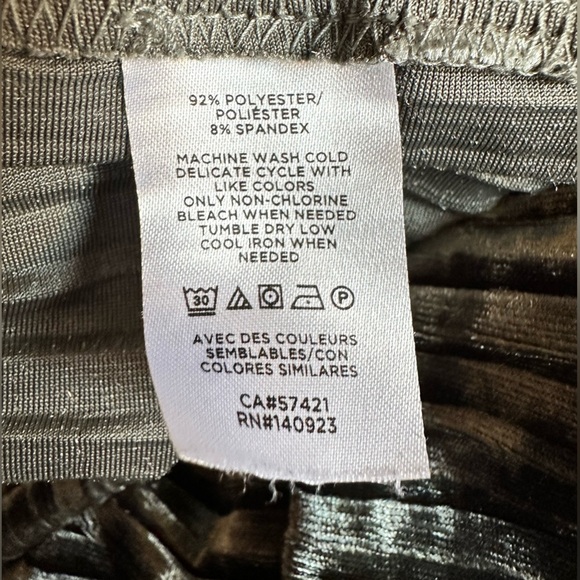 92% POLYESTER/
POLIÉSTER
8% SPANDEX
MACHINE WASH COLD
DELICATE CYCLE WITH
LIKE COLORS
ONLY NON-CHLORINE
BLEACH WHEN NEEDED
TUMBLE DRY LOW
COOL IRON WHEN
NEEDED
30 P
AVEC DES COULEURS
SEMBLABLES/CON
COLORES SIMILARES
CA#57421
RN#140923